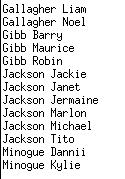 Gallagher Liam
Gallagher Noel
Gibb Barry
Gibb Maurice
Gibb Robin
Jackson Jackie
Jackson Janet
Jackson Jermaine
Jackson Marlon
Jackson Michael
Jackson Tito
Minogue Dannii
Minogue Kylie